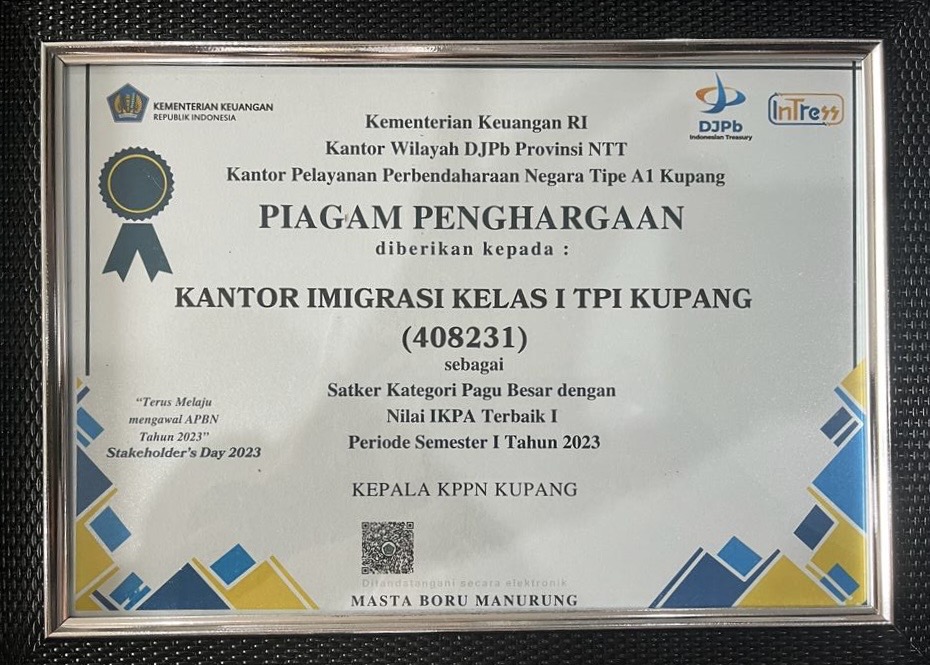 KEMENTERIAN KEUANGAN
REPUBLIK INDONESIA
DJPb
Indonesian Treasury
InTress
Kementerian Keuangan RI
Kantor Wilayah DJPb Provinsi NTT
Kantor Pelayanan Perbendaharaan Negara Tipe A1 Kupang
PIAGAM PENGHARGAAN
diberikan kepada :
KANTOR IMIGRASI KELAS I TPI KUPANG
(408231)
sebagai
Satker Kategori Pagu Besar dengan
Nilai IKPA Terbaik I
Periode Semester I Tahun 2023
“Terus Melaju
mengawal APBN
Tahun 2023”
Stakeholder's Day 2023
KEPALA KPPN KUPANG
Ditandatangani secara elektronik
MASTA BORU MANURUNG